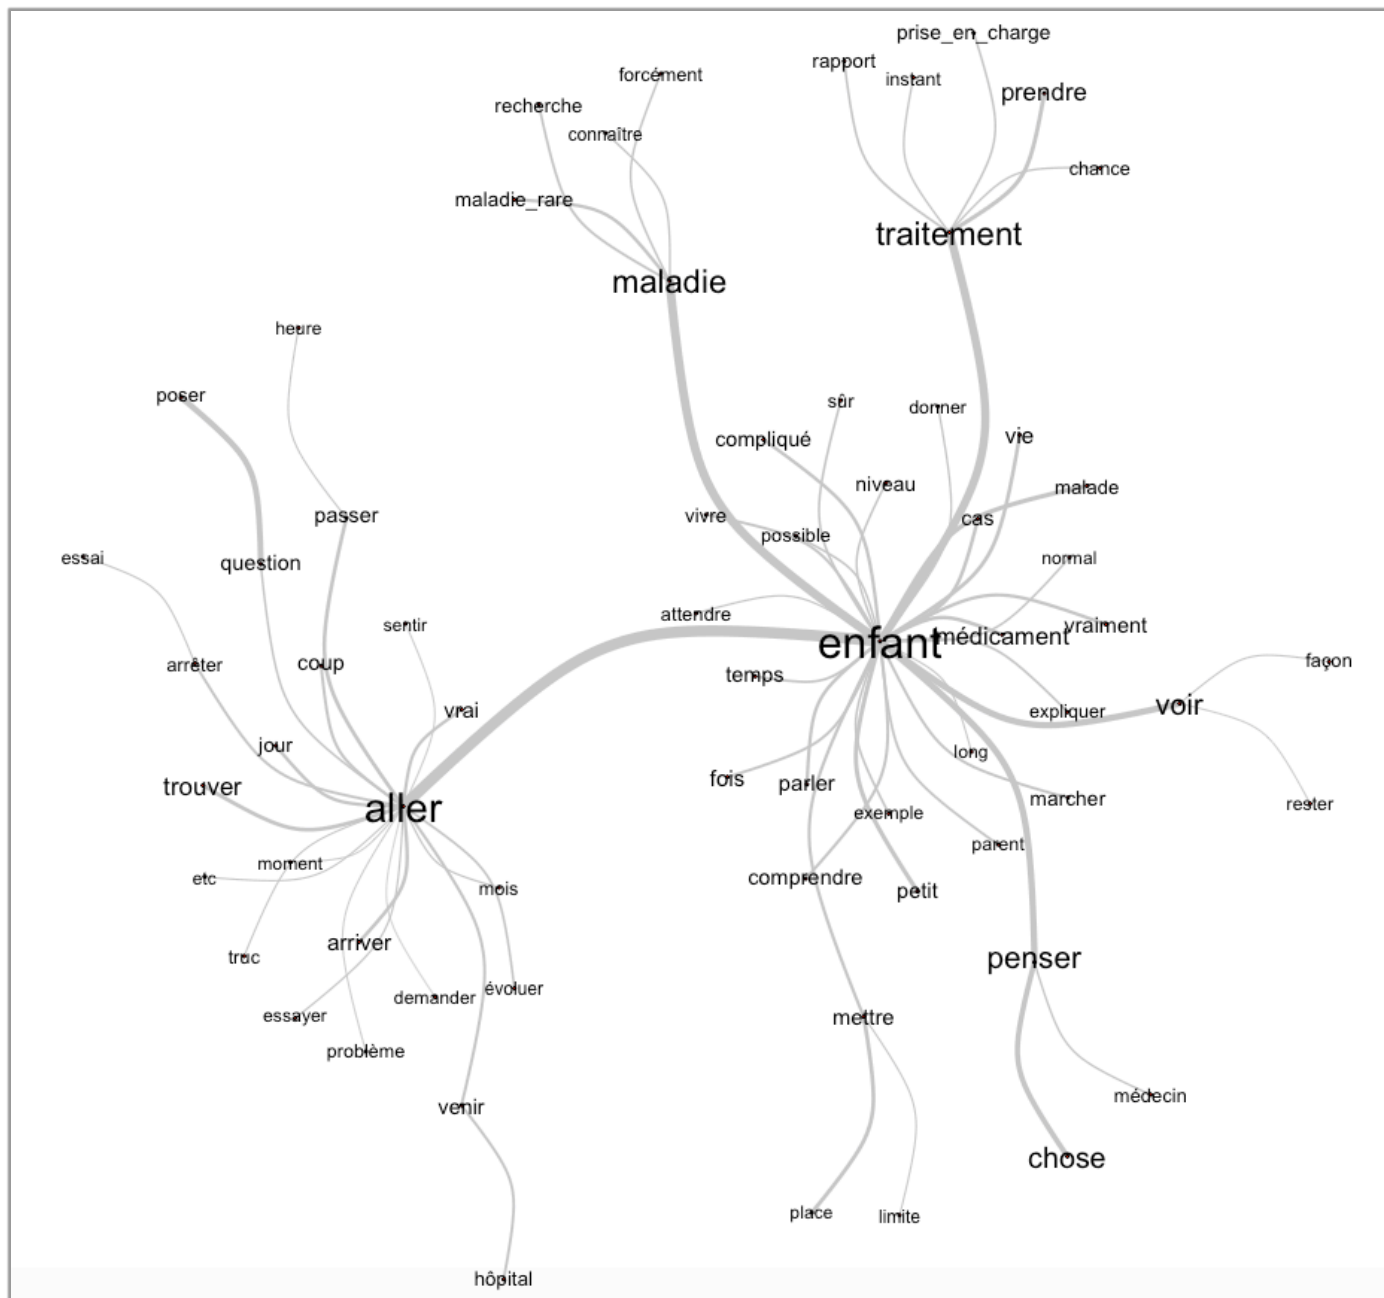 prise_en_charge
rapport
forcément
instant
prendre
recherche
connaître
chance
maladie_rare
traitement
maladie
heure
poser
sûr
donner
compliqué
vie
niveau
malade
passer
vivre
cas
possible
essai
question
normal
attendre
sentir
vraiment
enfant
médicament
arrêter
coup
façon
temps
voir
vrai
expliquer
jour
long
trouver
fois
parler
marcher
rester
aller
exemple
parent
moment
etc
comprendre
mois
petit
arriver
truc
penser
évoluer
demander
essayer
mettre
problème
médecin
venir
chose
place
limite
hôpital